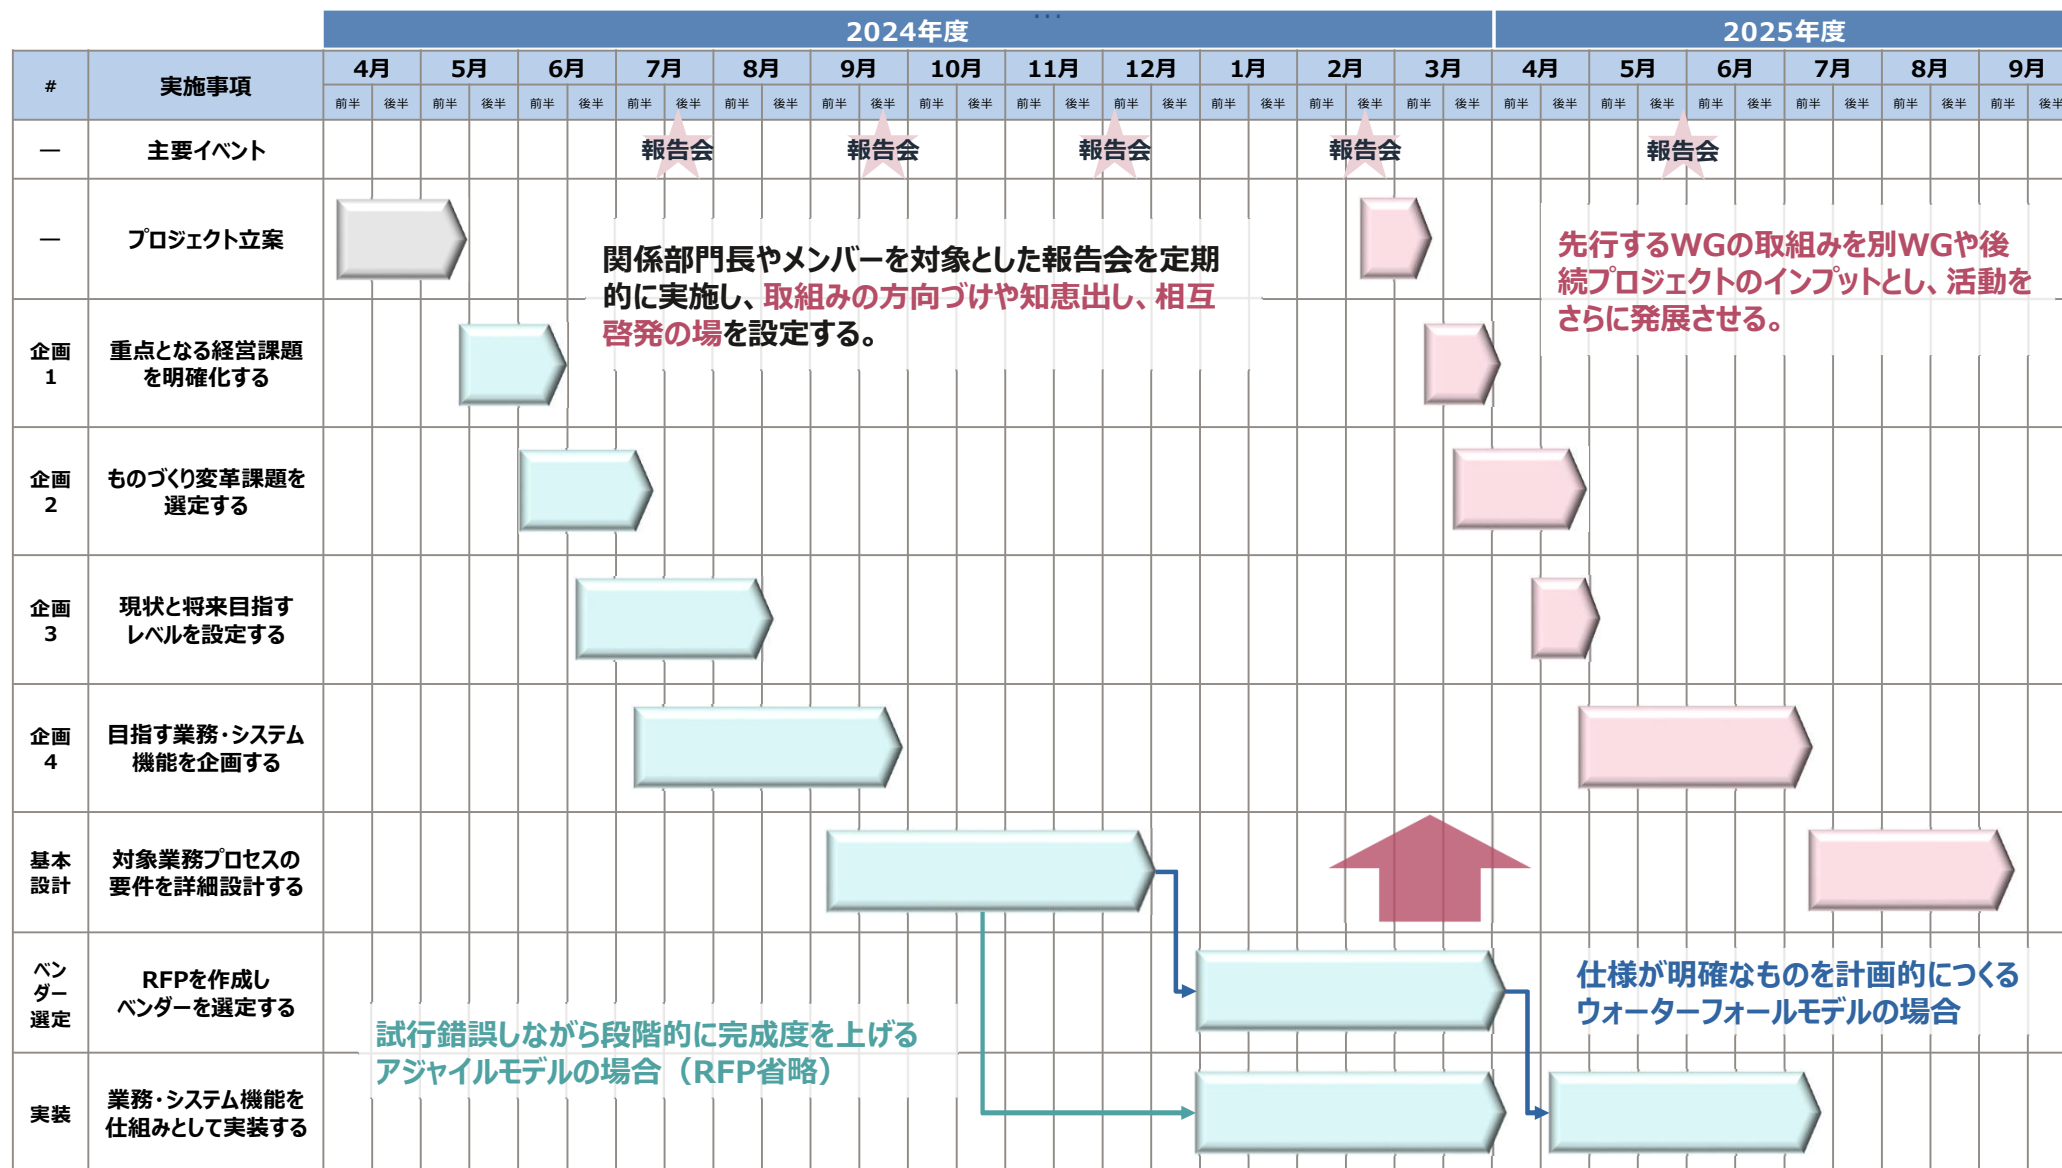 …
2024年度 2025年度
# 実施事項 4月 5月 6月 7月 8月 9月 10月 11月 12月 1月 2月 3月 4月 5月 6月 7月 8月 9月
前半 後半 前半 後半 前半 後半 前半 後半 前半 後半 前半 後半 前半 後半 前半 後半 前半 後半 前半 後半 前半 後半 前半 後半 前半 後半 前半 後半 前半 後半 前半 後半 前半 後半 前半 後半
― 主要イベント 報告会 報告会 報告会 報告会 報告会
― プロジェクト立案
関係部門長やメンバーを対象とした報告会を定期
的に実施し、取組みの方向づけや知恵出し、相互
啓発の場を設定する。
先行するWGの取組みを別WGや後
続プロジェクトのインプットとし、活動を
さらに発展させる。
企画
1
重点となる経営課題
を明確化する
企画
2
ものづくり変革課題を
選定する
企画
3
現状と将来目指す
レベルを設定する
企画
4
目指す業務・システム
機能を企画する
基本
設計
対象業務プロセスの
要件を詳細設計する
ベン
ダー
選定
RFPを作成し
ベンダーを選定する
仕様が明確なものを計画的につくる
ウォーターフォールモデルの場合
試行錯誤しながら段階的に完成度を上げる
アジャイルモデルの場合（RFP省略）
実装
業務・システム機能を
仕組みとして実装する